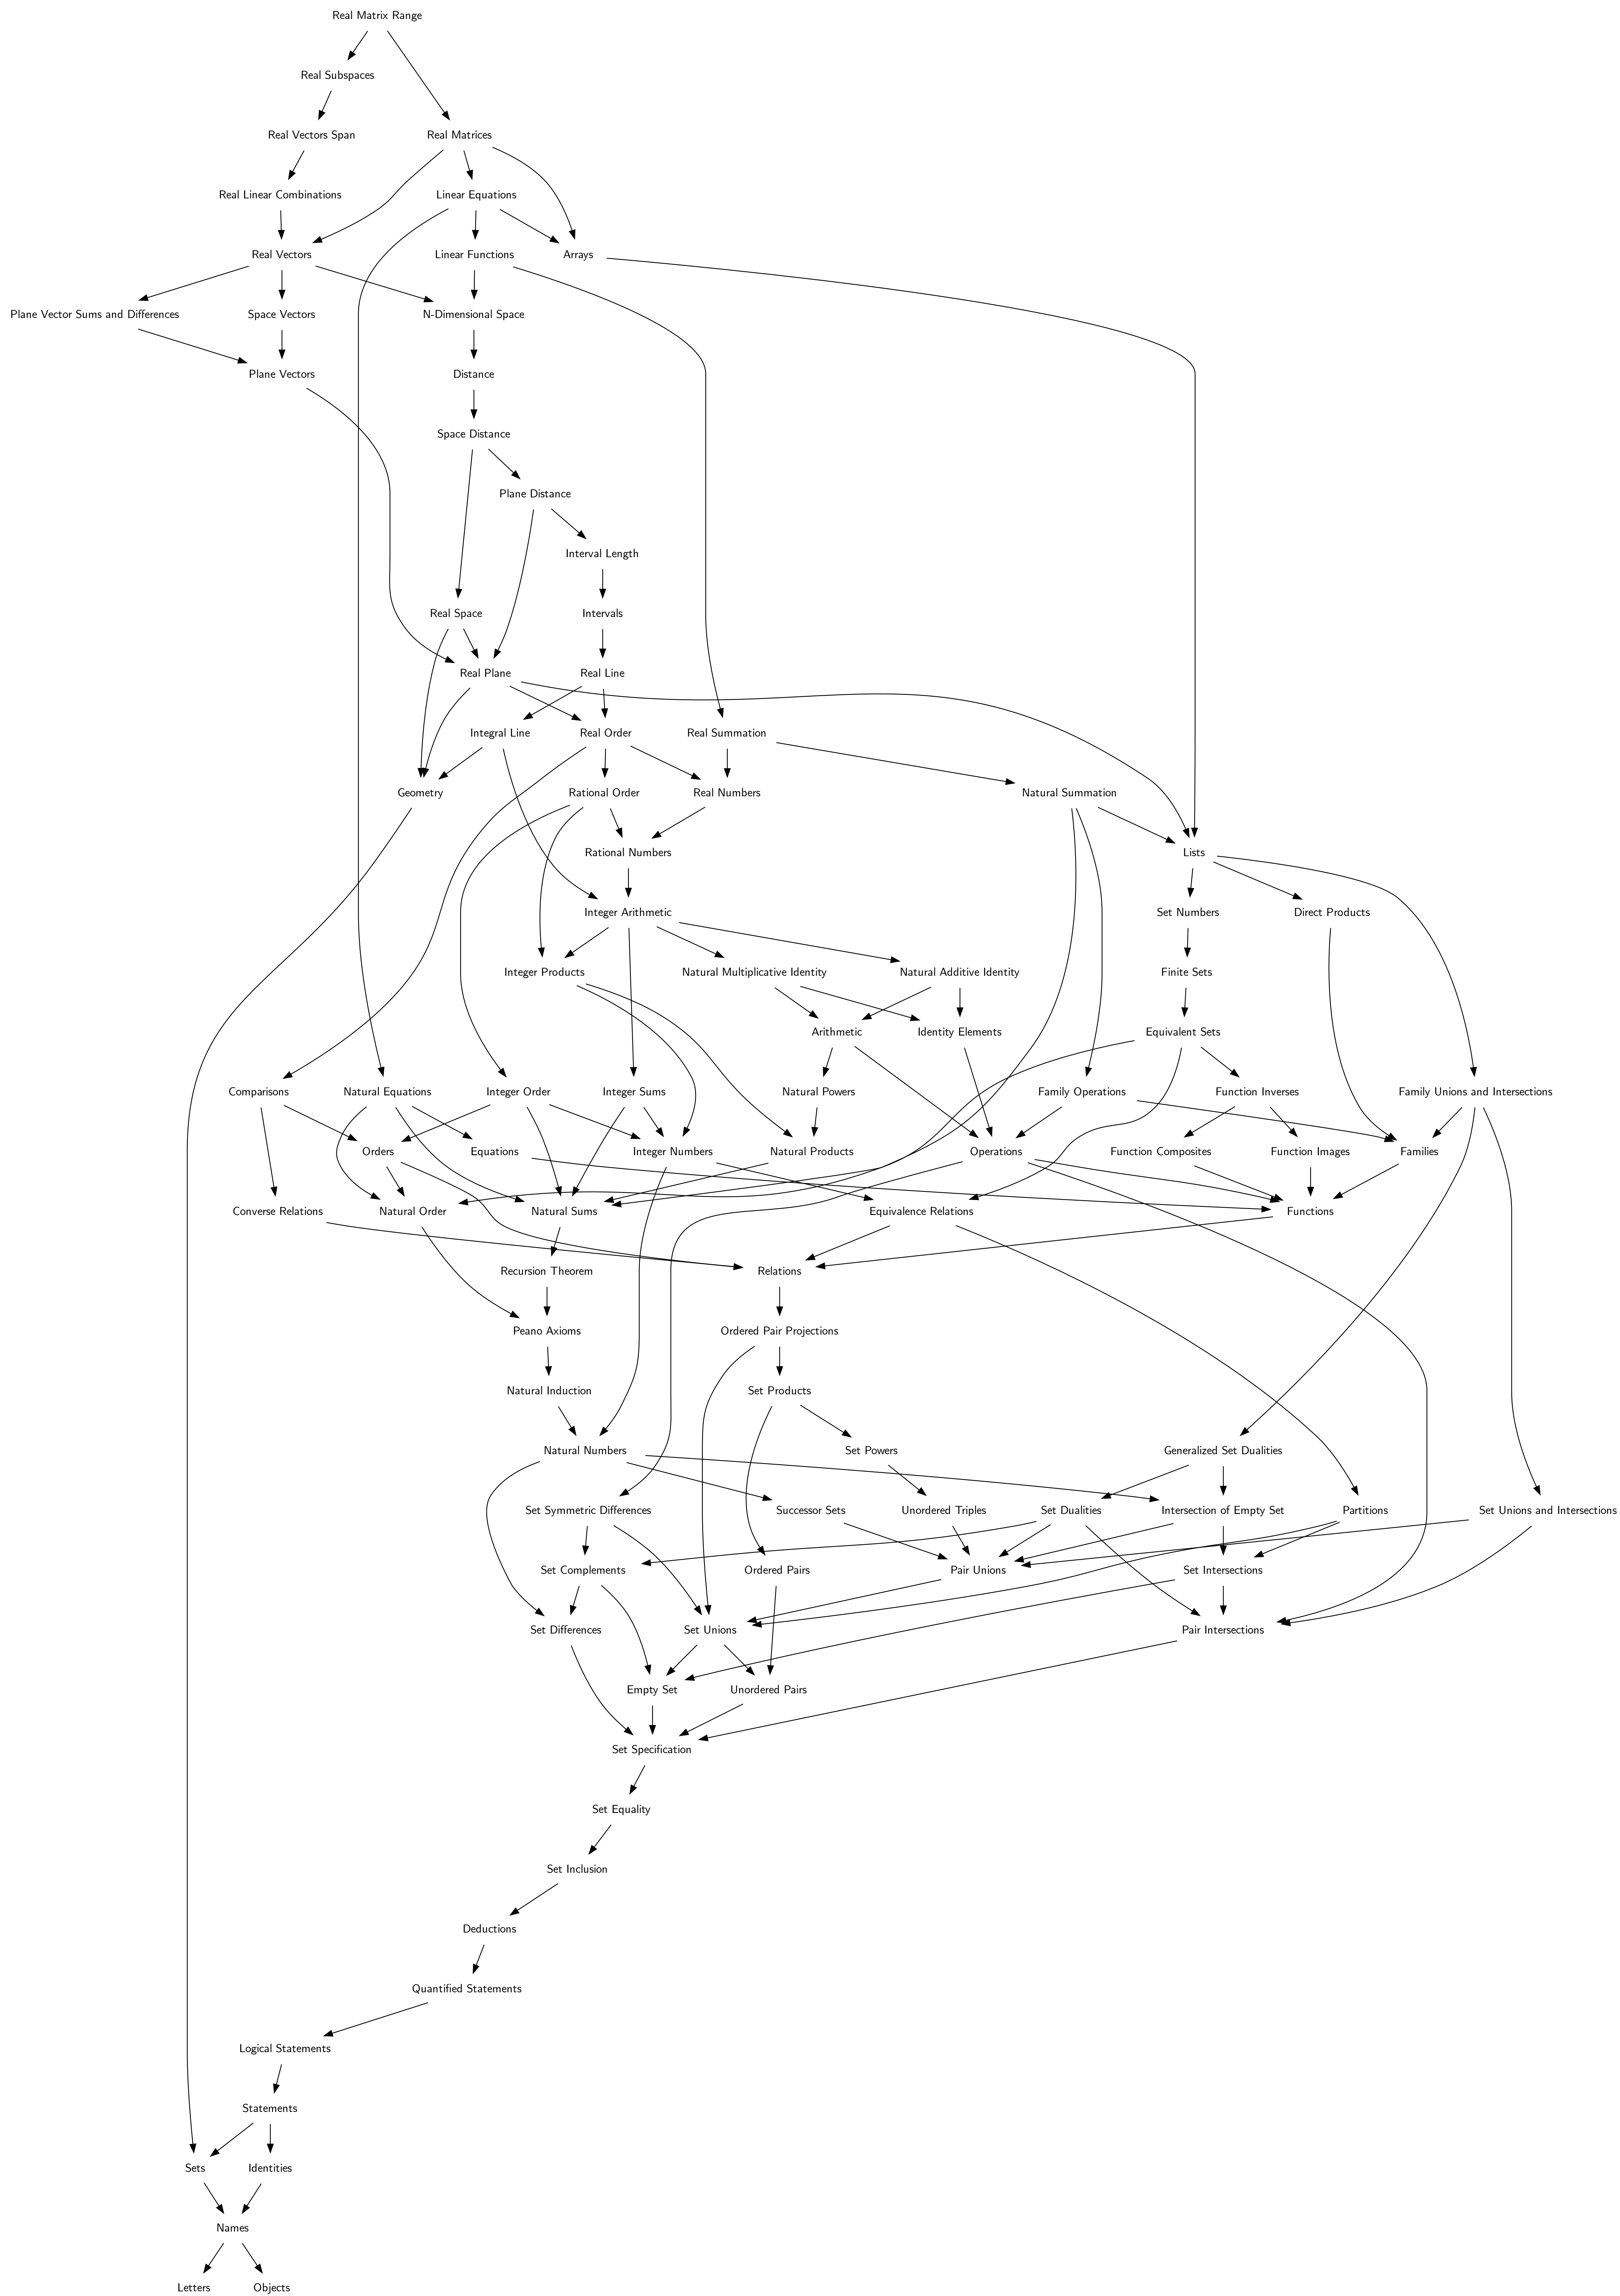 Real Matrix Range
Real Subspaces
Real Vectors Span
Real Matrices
Real Linear Combinations
Linear Equations
Real Vectors
Linear Functions
Arrays
Plane Vector Sums and Differences
Space Vectors
N-Dimensional Space
Plane Vectors
Distance
Space Distance
Plane Distance
Interval Length
Real Space
Intervals
Real Plane
Real Line
Integral Line
Real Order
Real Summation
Geometry
Rational Order
Real Numbers
Natural Summation
Rational Numbers
Lists
Integer Arithmetic
Set Numbers
Direct Products
Integer Products
Natural Multiplicative Identity
Natural Additive Identity
Finite Sets
Arithmetic
Identity Elements
Equivalent Sets
Comparisons
Natural Equations
Integer Order
Integer Sums
Natural Powers
Family Operations
Function Inverses
Family Unions and Intersections
Orders
Equations
Integer Numbers
Natural Products
Operations
Function Composites
Function Images
Families
Converse Relations
Natural Order
Natural Sums
Equivalence Relations
Functions
Recursion Theorem
Relations
Peano Axioms
Ordered Pair Projections
Natural Induction
Set Products
Natural Numbers
Set Powers
Generalized Set Dualities
Set Symmetric Differences
Successor Sets
Unordered Triples
Set Dualities
Intersection of Empty Set
Partitions
Set Unions and Intersections
Set Complements
Ordered Pairs
Pair Unions
Set Intersections
Set Differences
Set Unions
Pair Intersections
Empty Set
Unordered Pairs
Set Specification
Set Equality
Set Inclusion
Deductions
Quantified Statements
Logical Statements
Statements
Sets
Identities
Names
Letters
Objects